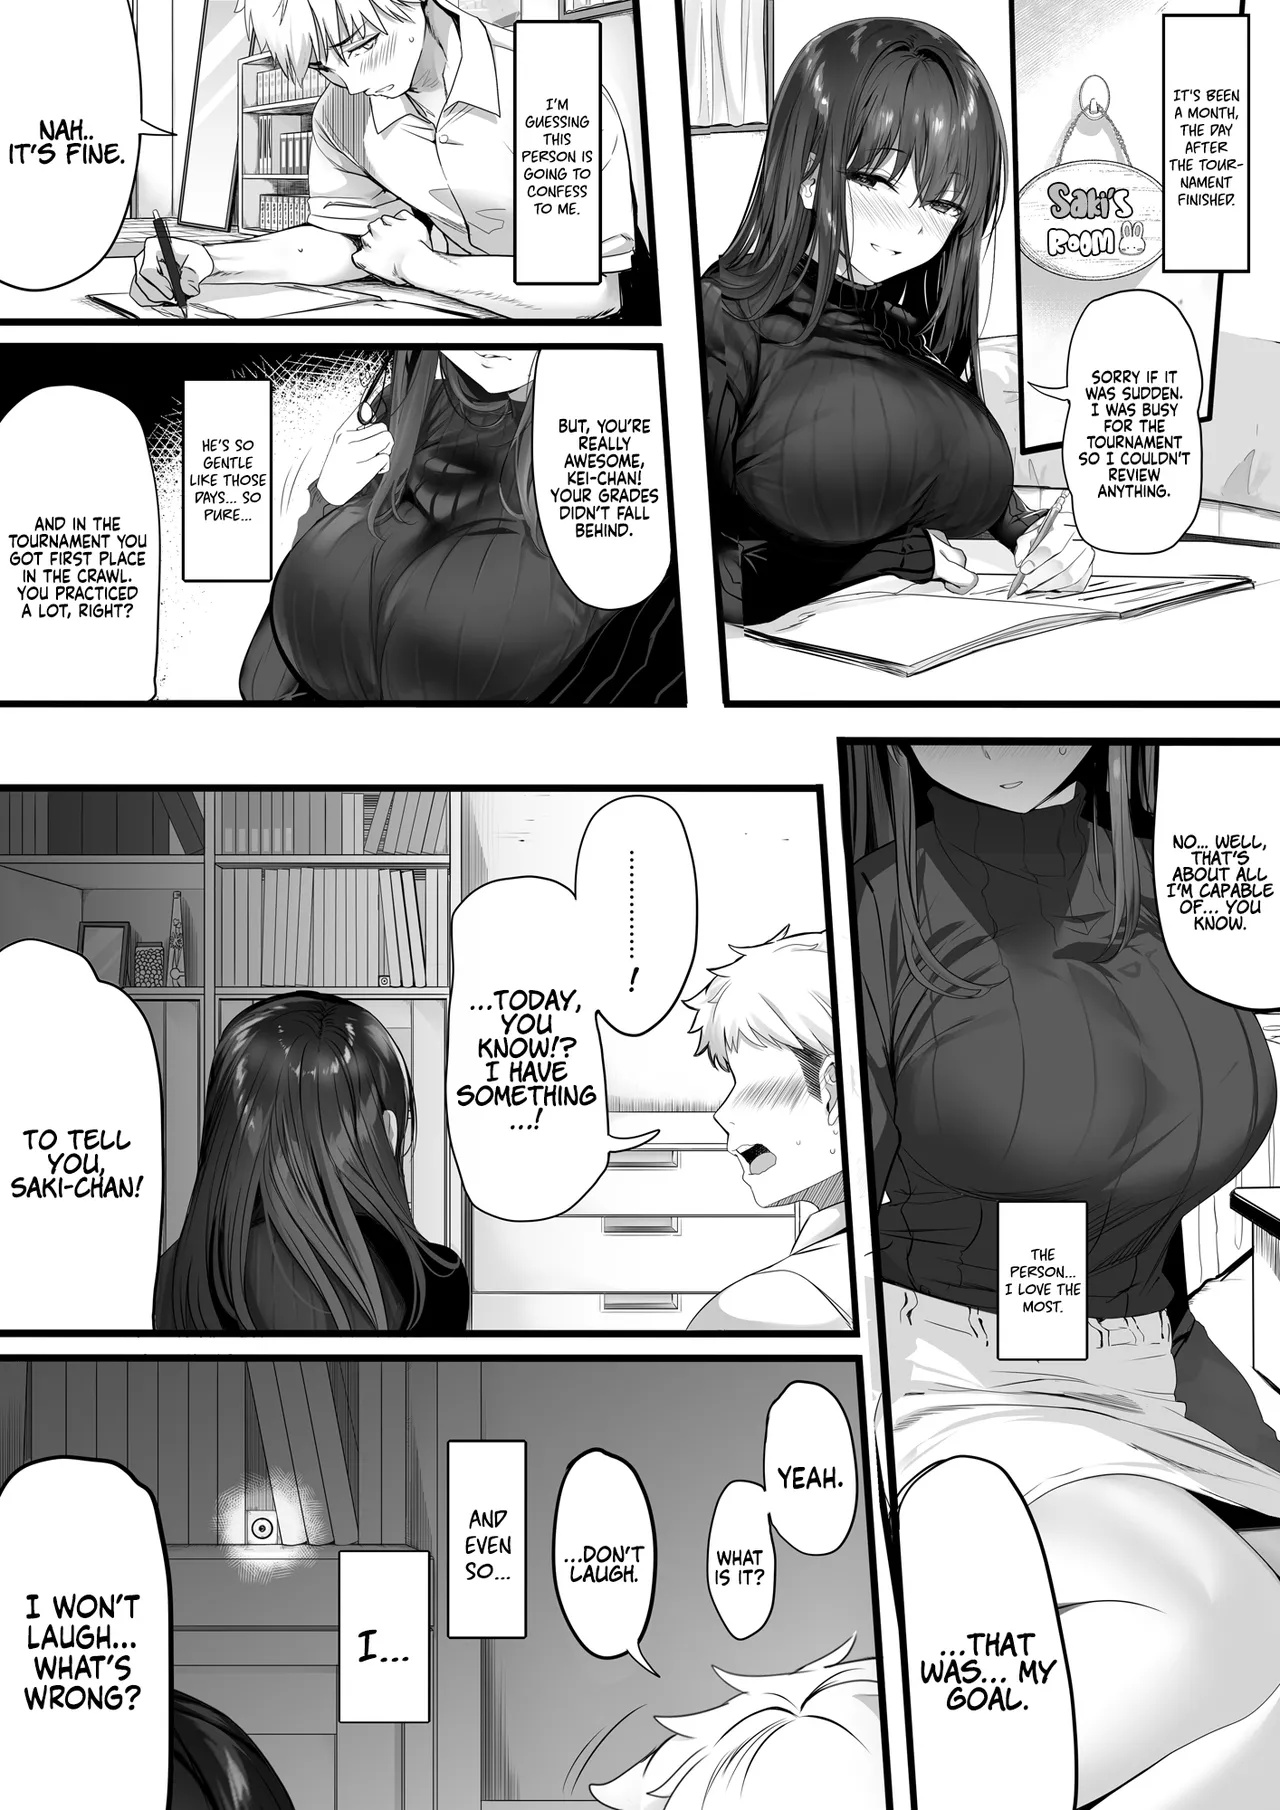 IT'S BEEN
A MONTH,
THE DAY
AFTER
THE TOUR-
NAMENT
FINISHED.
Saki's
ROOM
SORRY IF IT
WAS SUDDEN.
I WAS BUSY
FOR THE
TOURNAMENT
SO I COULDN'T
REVIEW
ANYTHING.
I'M
GUESSING
THIS
PERSON IS
GOING TO
CONFESS
TO ME.
NAH..
IT'S FINE.
BUT, YOU'RE
REALLY
AWESOME,
KEI-CHAN!
YOUR GRADES
DIDN'T FALL
BEHIND.
HE'S SO
GENTLE
LIKE THOSE
DAYS... SO
PURE...
AND IN THE
TOURNAMENT YOU
GOT FIRST PLACE
IN THE CRAWL.
YOU PRACTICED
A LOT, RIGHT?
NO... WELL,
THAT'S
ABOUT ALL
I'M CAPABLE
OF... YOU
KNOW.
THE
PERSON...
I LOVE THE
MOST.
...THAT
WAS... MY
GOAL.
..........!
...TODAY,
YOU
KNOW!?
I HAVE
SOMETHING
...!
TO TELL
YOU,
SAKI-CHAN!
YEAH.
WHAT
IS IT?
...DON'T
LAUGH.
AND
EVEN
SO...
I...
I WON'T
LAUGH...
WHAT'S
WRONG?